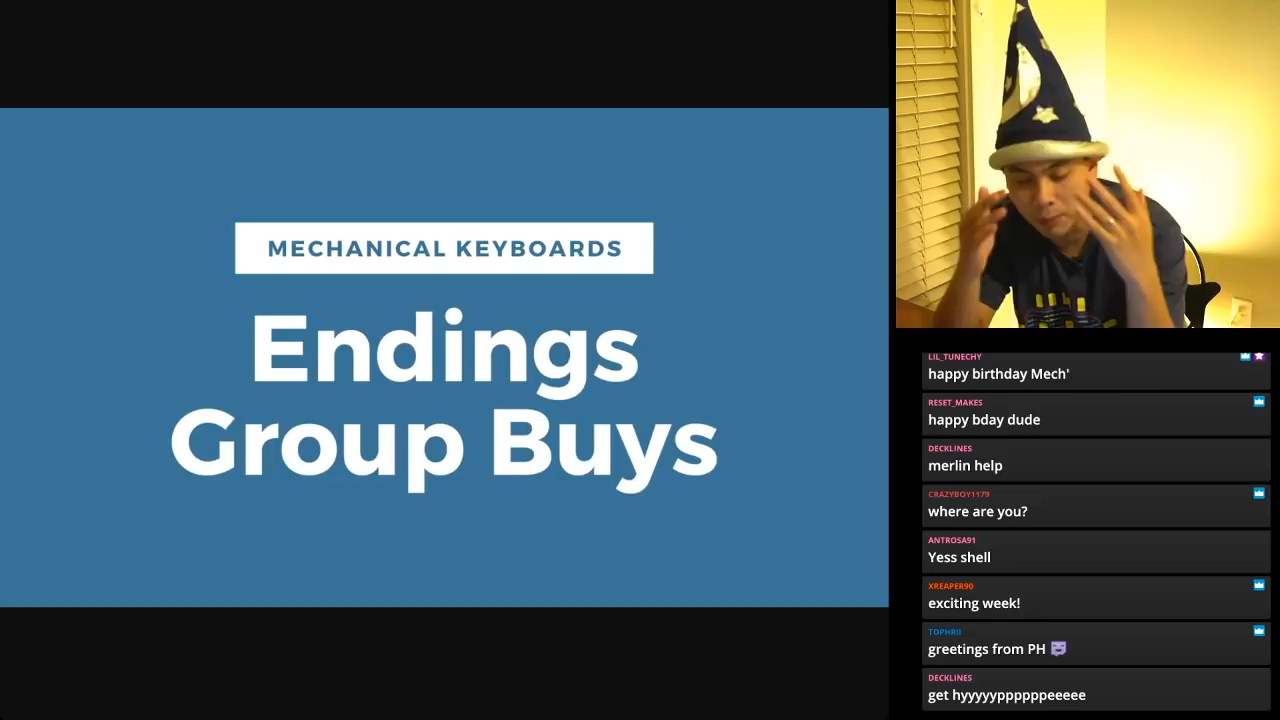 MECHANICAL KEYBOARDS
Endings
Group Buys
LIL_TUNECHY
happy birthday Mech'
RESET_MAKES
happy bday dude
DECKLINES
merlin help
CRAZYBOY1179
where are you?
ANTROSA91
Yess shell
XREAPER90
exciting week!
TOPHRII
greetings from PH
DECKLINES
get hyyyyyppppppeeeee